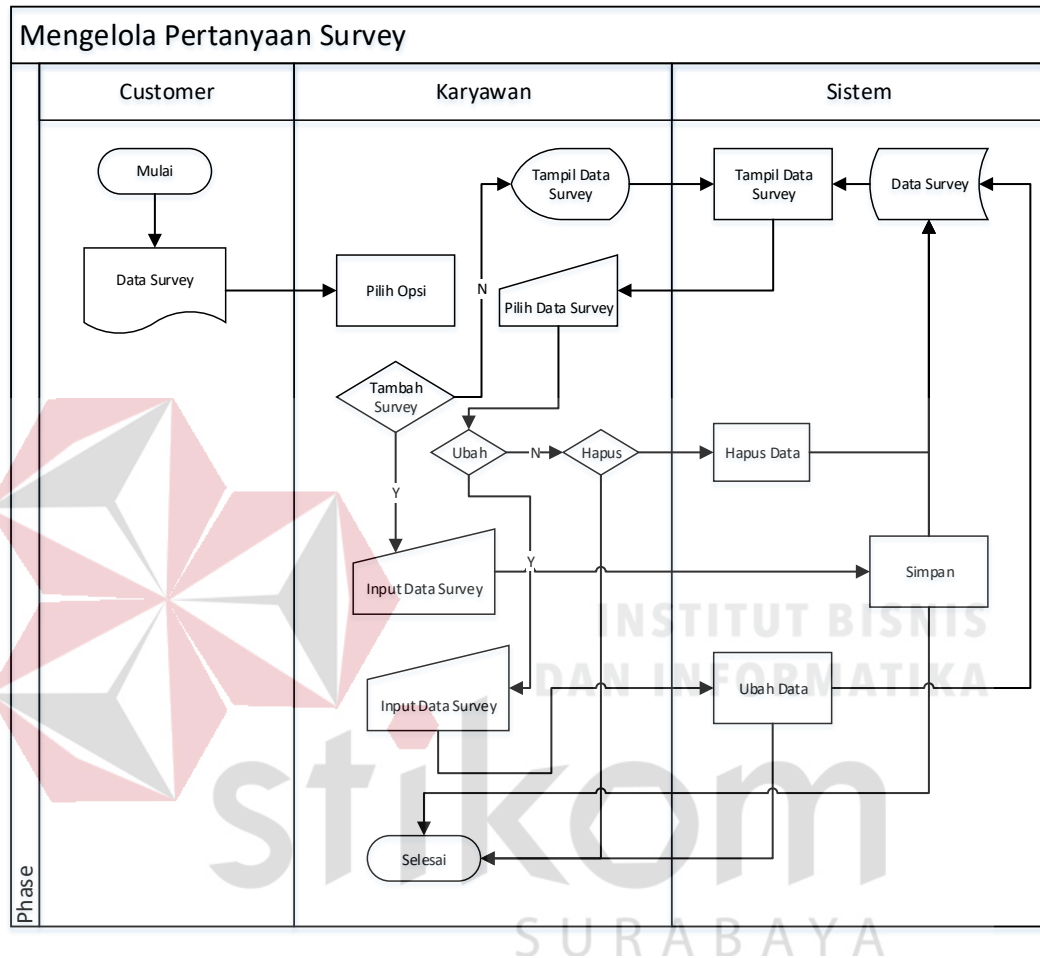 Mengelola Pertanyaan Survey
Customer
Karyawan
Sistem
Mulai
Tampil Data
Survey
Tampil Data
Survey
Data Survey
Data Survey
Pilih Opsi
N
Pilih Data Survey
Tambah
Survey
Ubah
N
Hapus
Hapus Data
Y
Y
Input Data Survey
Simpan
INSTITUT BISNIS
DAN INFORMATIKA
Input Data Survey
Ubah Data
stikom
Selesai
Phase
SURABAYA